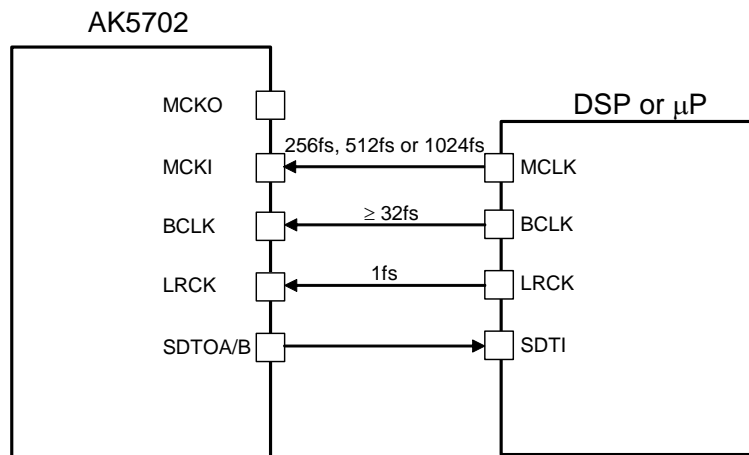 AK5702
DSP or μP
MCKO
256fs, 512fs or 1024fs
MCKI
MCLK
≥ 32fs
BCLK
BCLK
1fs
LRCK
LRCK
SDTOA/B
SDTI